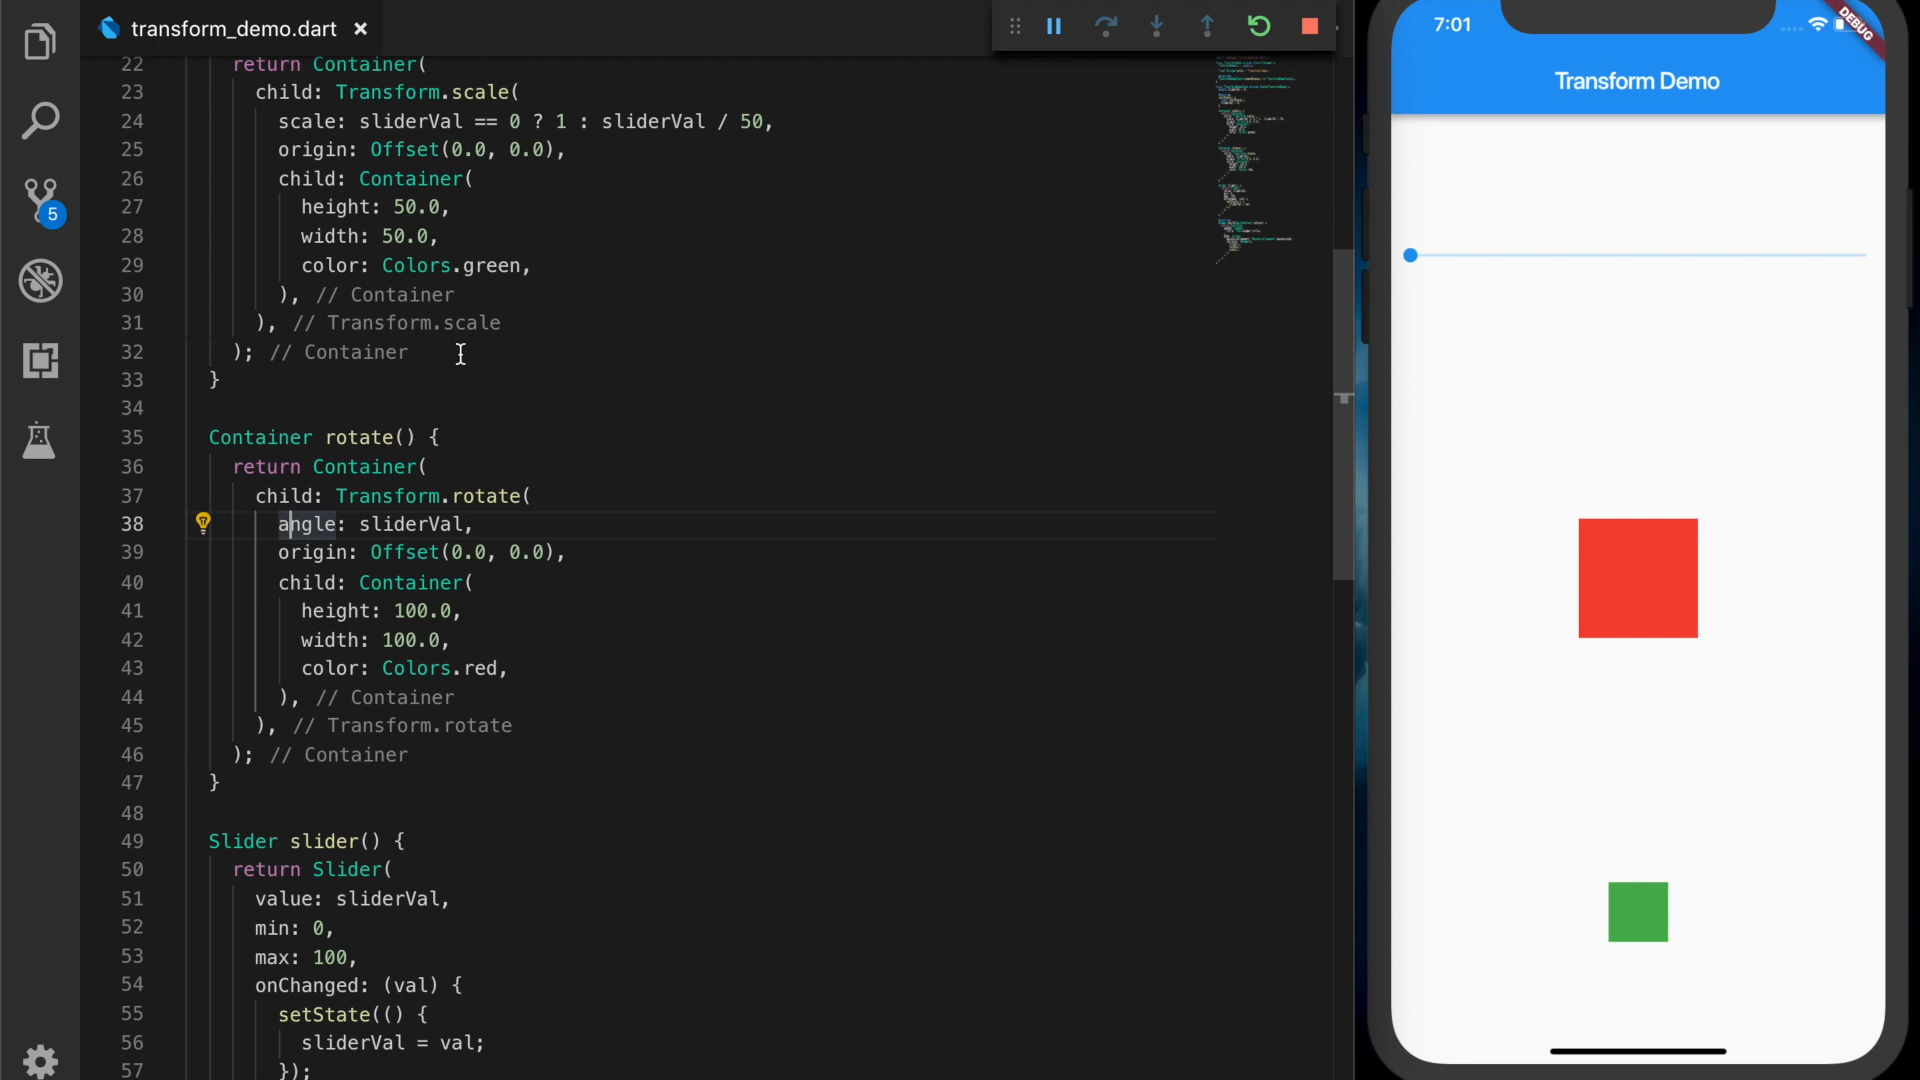 transform_demo.dart
22 return Container(
23 child: Transform.scale(
24 scale: sliderVal == 0 ? 1 : sliderVal / 50,
25 origin: Offset(0.0, 0.0),
26 child: Container(
27 height: 50.0,
28 width: 50.0,
29 color: Colors.green,
30 ), // Container
31 ), // Transform.scale
32 ); // Container
33 }
34
35 Container rotate() {
36 return Container(
37 child: Transform.rotate(
38 angle: sliderVal,
39 origin: Offset(0.0, 0.0),
40 child: Container(
41 height: 100.0,
42 width: 100.0,
43 color: Colors.red,
44 ), // Container
45 ), // Transform.rotate
46 ); // Container
47 }
48
49 Slider slider() {
50 return Slider(
51 value: sliderVal,
52 min: 0,
53 max: 100,
54 onChanged: (val) {
55 setState(() {
56 sliderVal = val;
57 });
5
7:01
DEBUG
Transform Demo